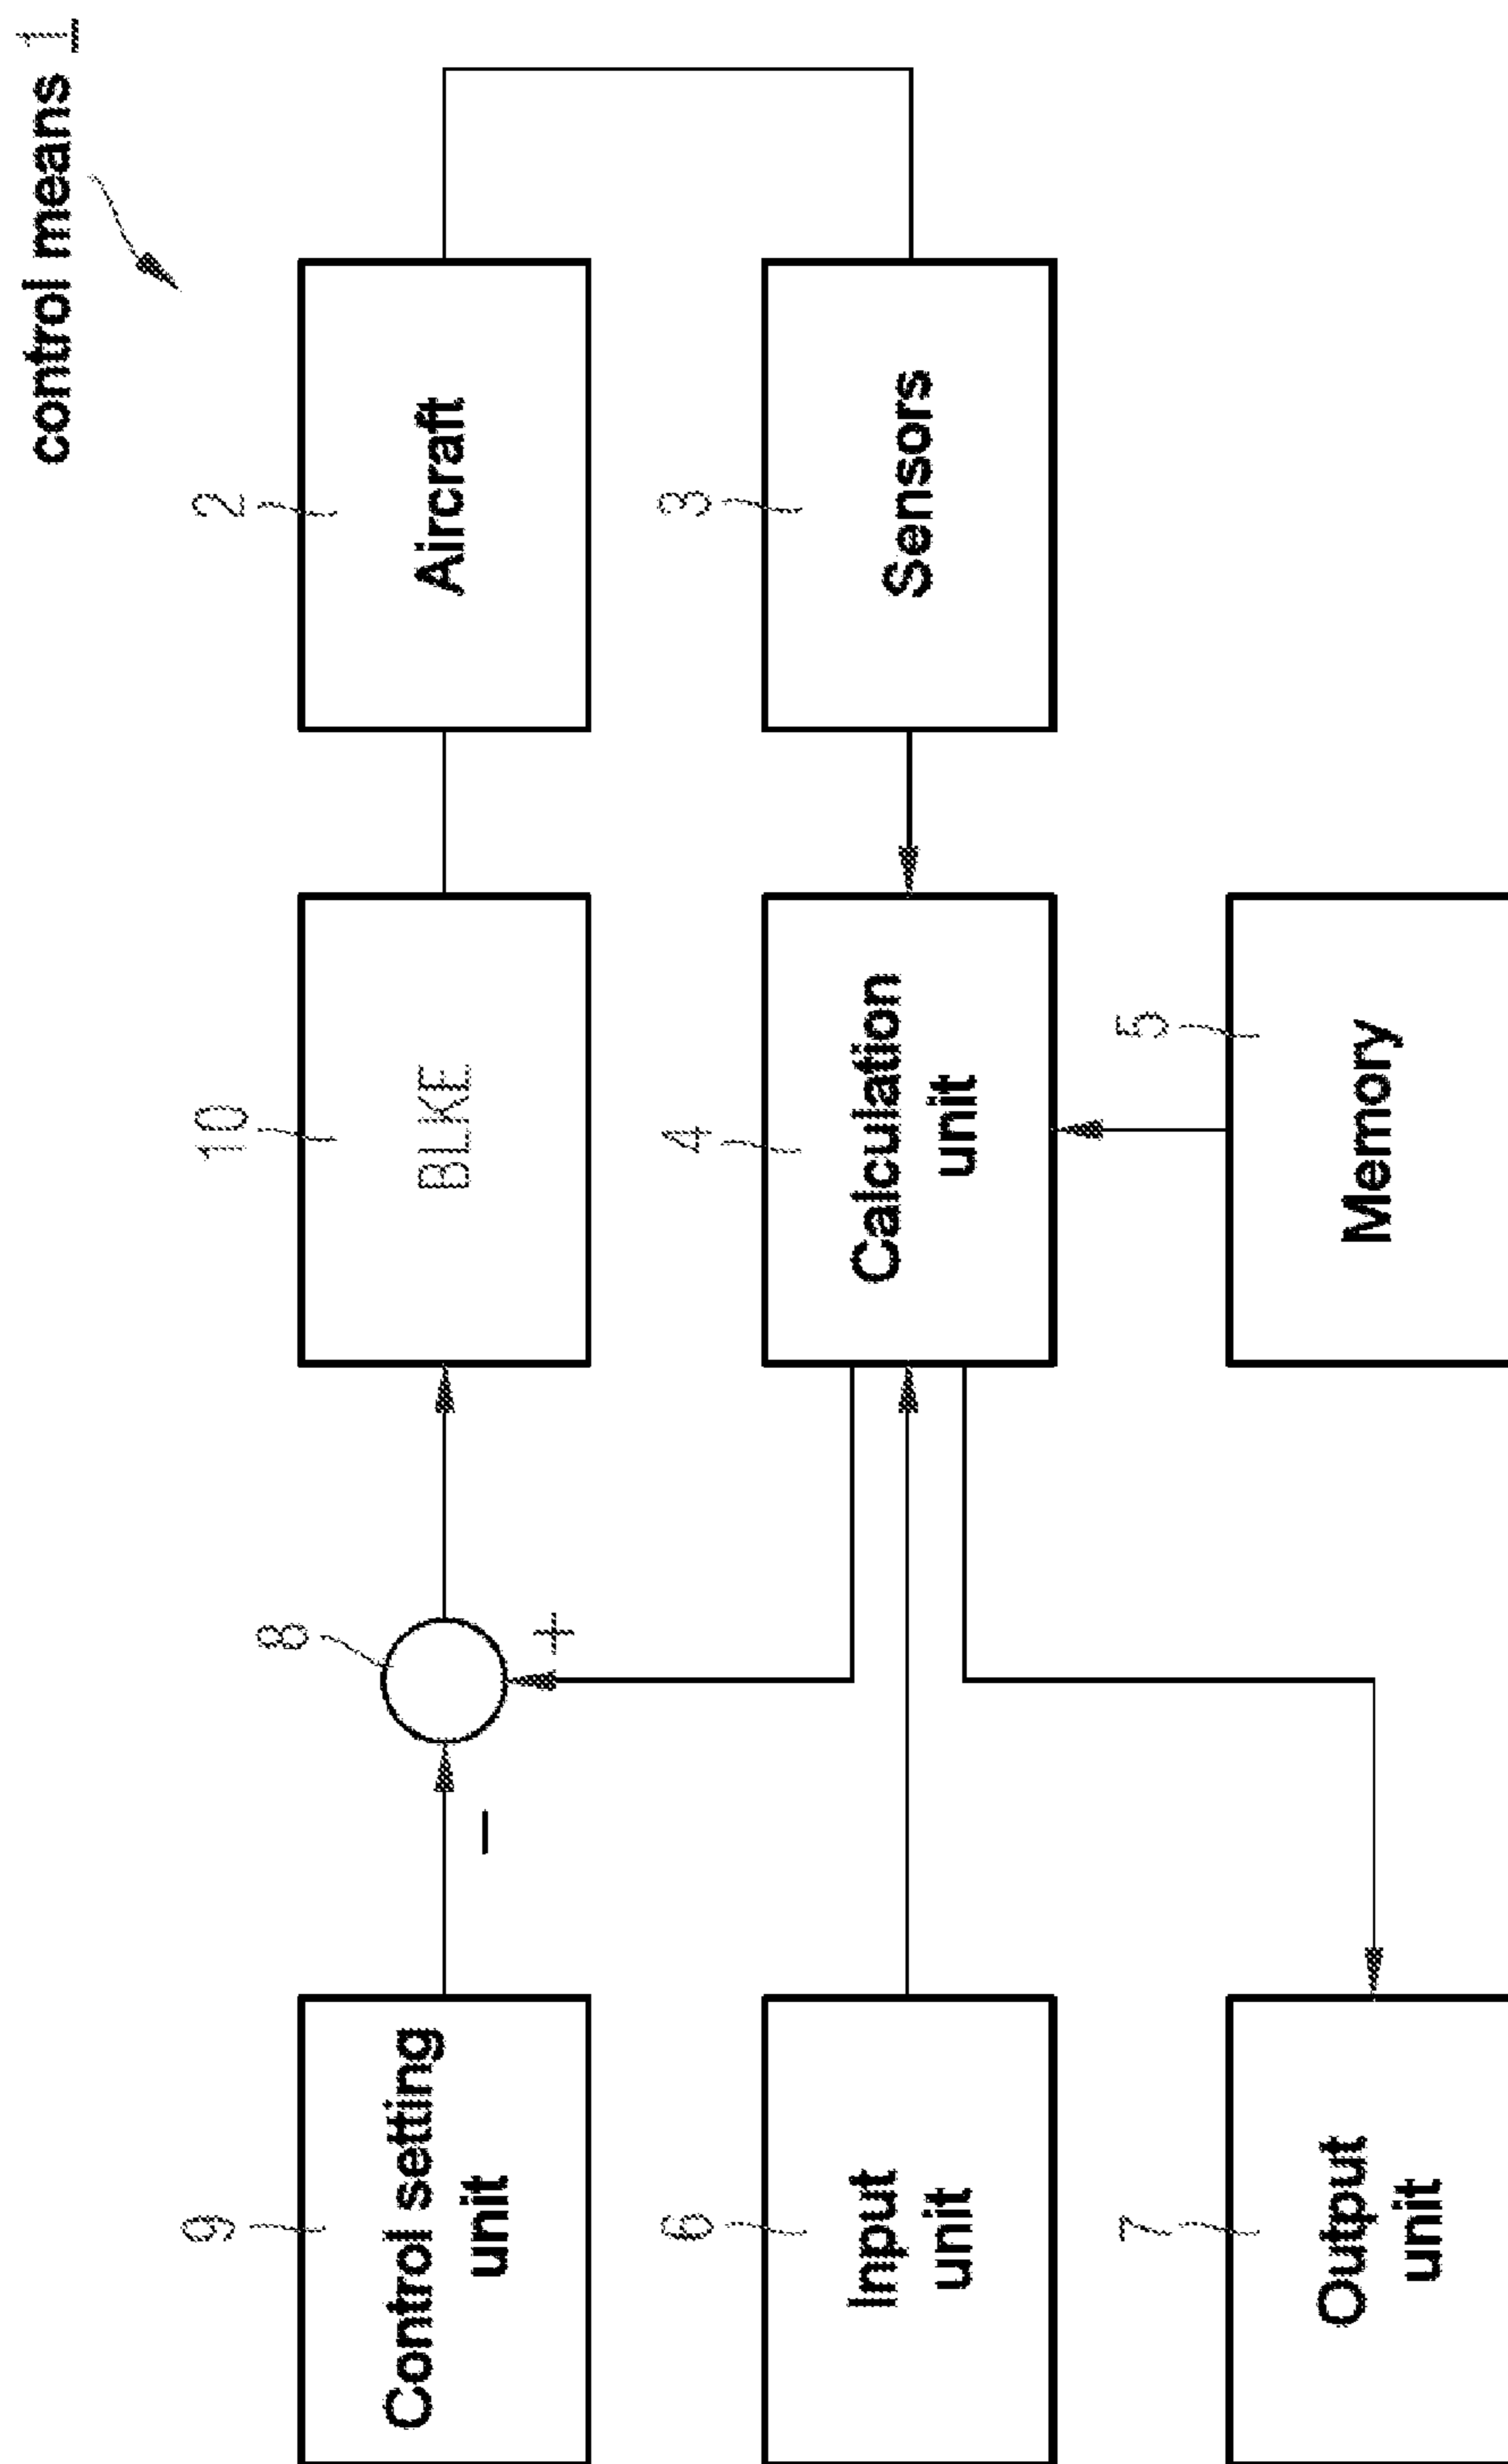 control means 1
9
Control setting
unit
8
−
+
10
BLKE
2
Aircraft
6
Input
unit
4
Calculation
unit
3
Sensors
7
Output
unit
5
Memory